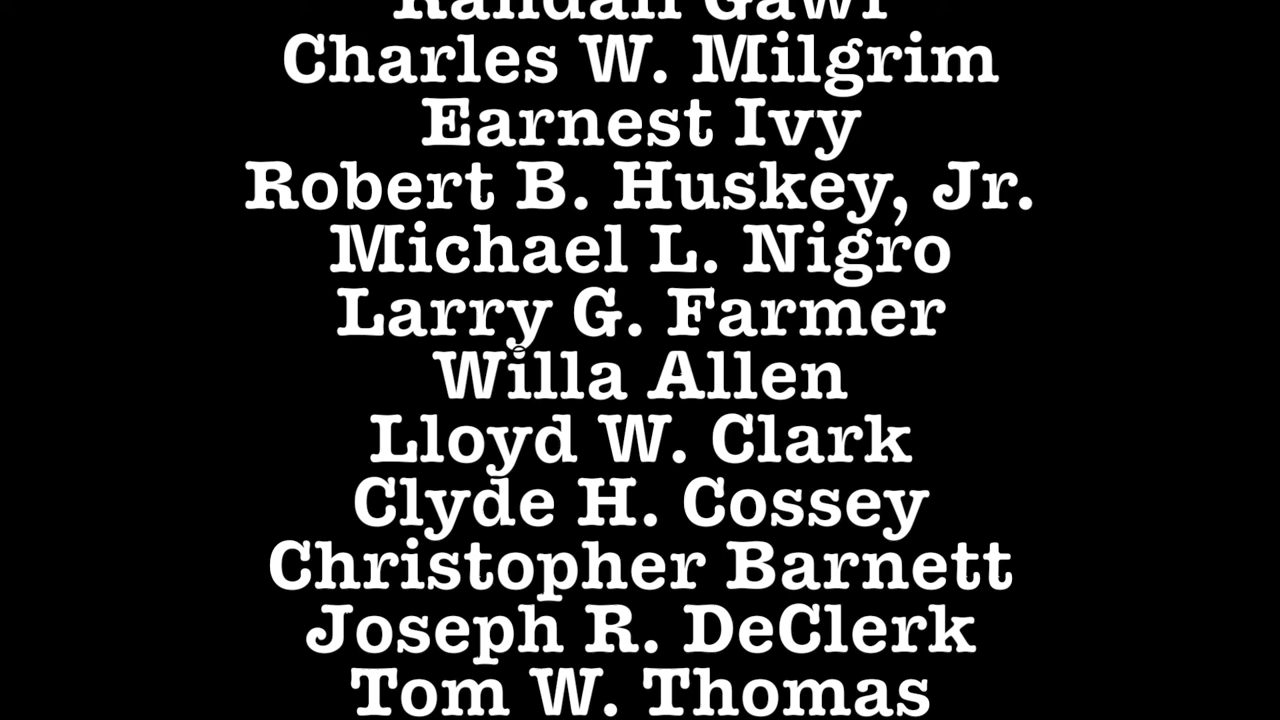 Randall
Charles W. Milgrim
Earnest Ivy
Robert B. Huskey, Jr.
Michael L. Nigro
Larry G. Farmer
Willa Allen
Lloyd W. Clark
Clyde H. Cossey
Christopher Barnett
Joseph R. DeClerk
Tom W. Thomas